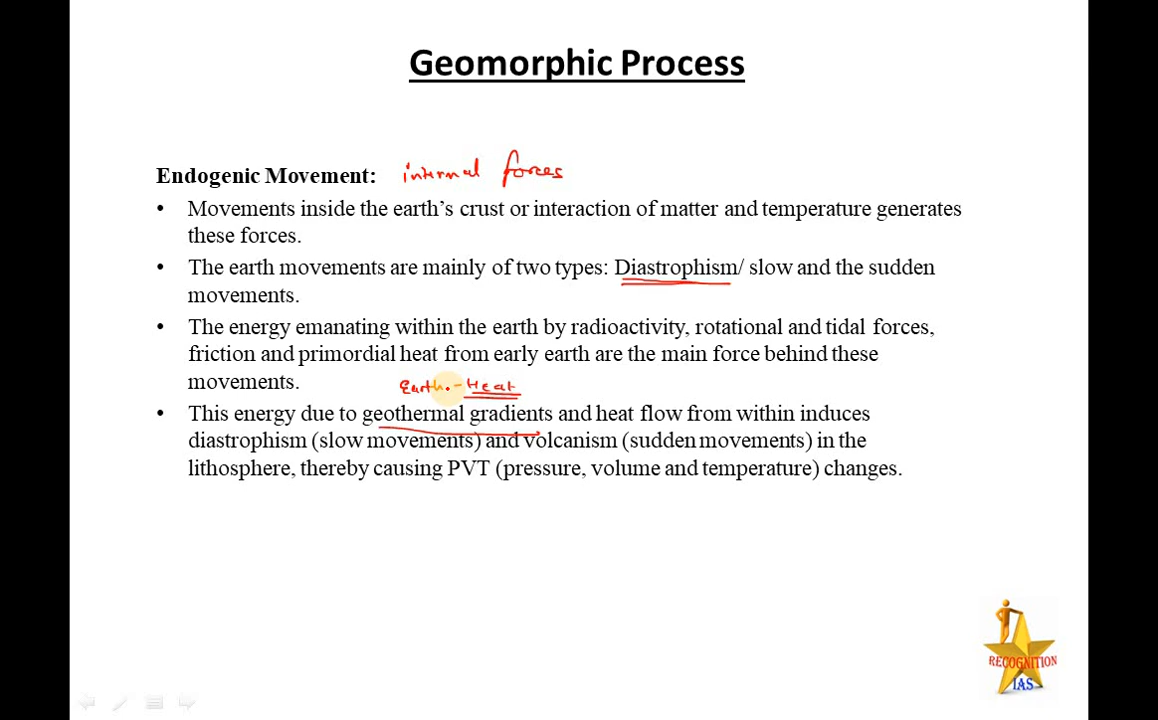 Geomorphic Process
Endogenic Movement: internal forces
• Movements inside the earth's crust or interaction of matter and temperature generates
these forces.
• The earth movements are mainly of two types: Diastrophism/ slow and the sudden
movements.
• The energy emanating within the earth by radioactivity, rotational and tidal forces,
friction and primordial heat from early earth are the main force behind these
movements.
Earth - Heat
• This energy due to geothermal gradients and heat flow from within induces
diastrophism (slow movements) and volcanism (sudden movements) in the
lithosphere, thereby causing PVT (pressure, volume and temperature) changes.
RECOGNITION
IAS